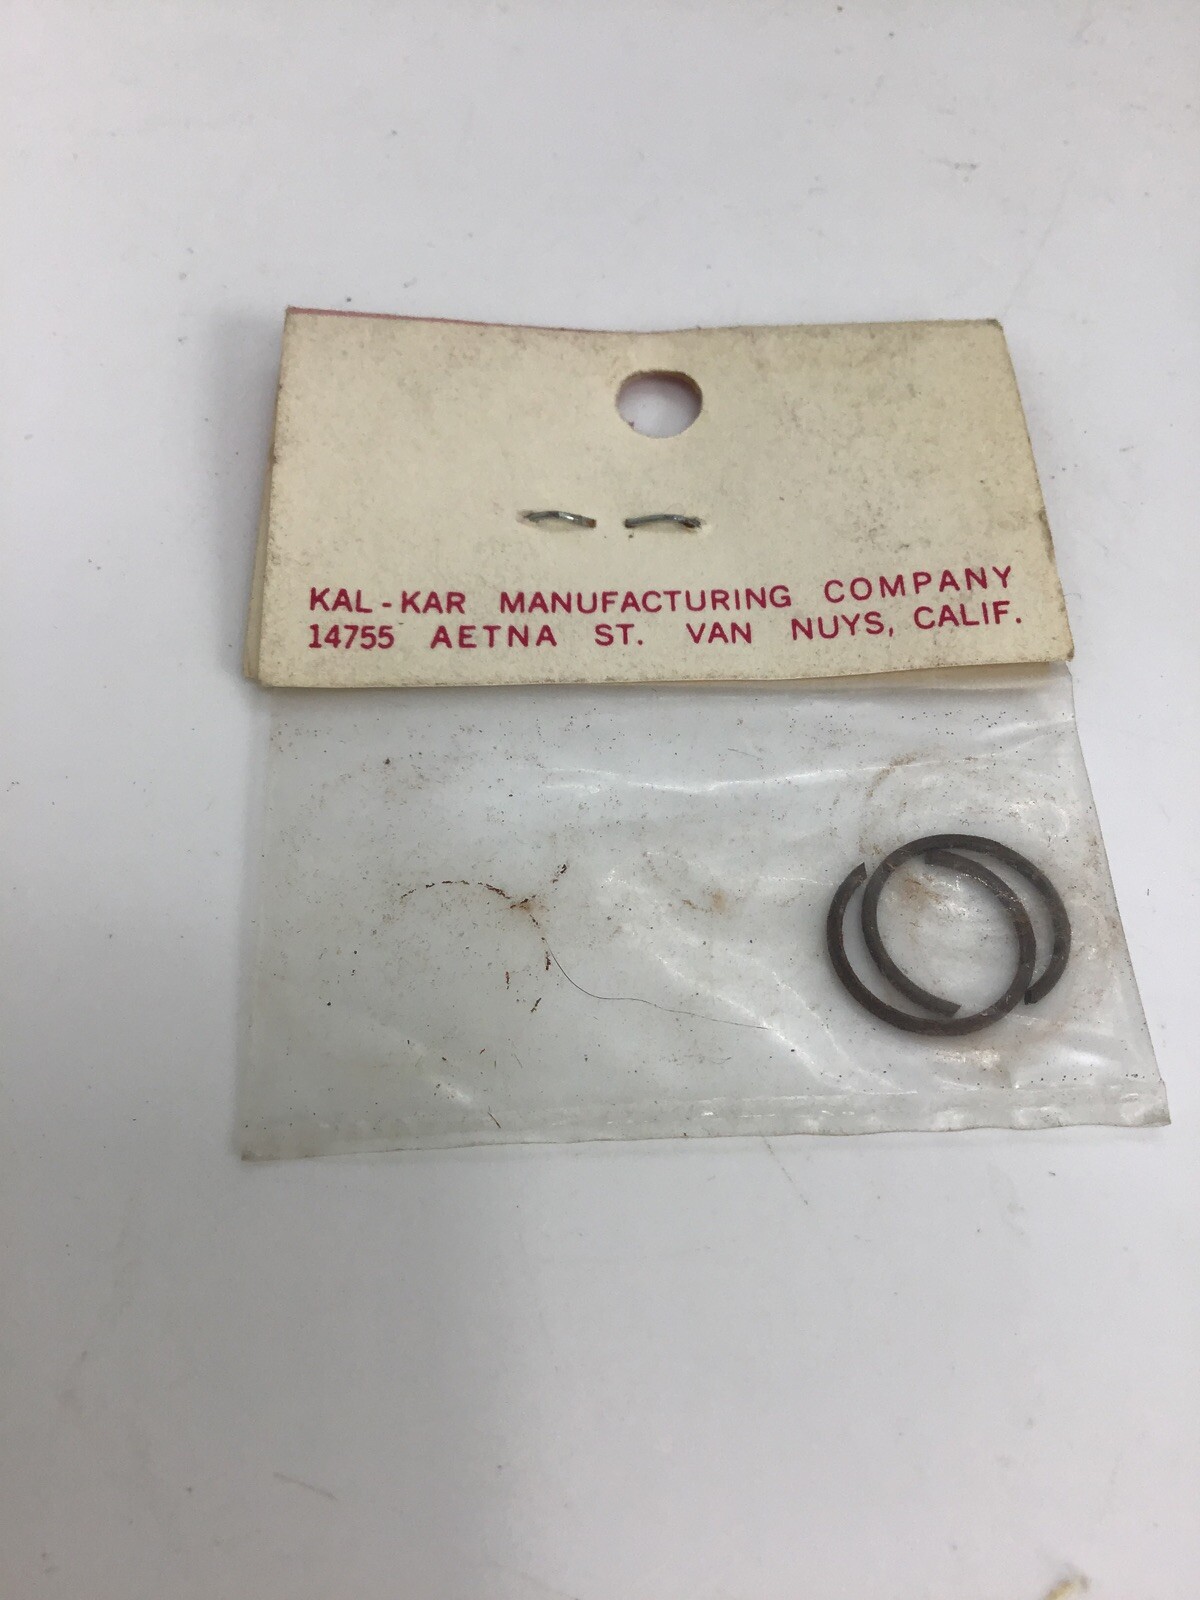 KAL-KAR MANUFACTURING COMPANY
14755 AETNA ST. VAN NUYS, CALIF.